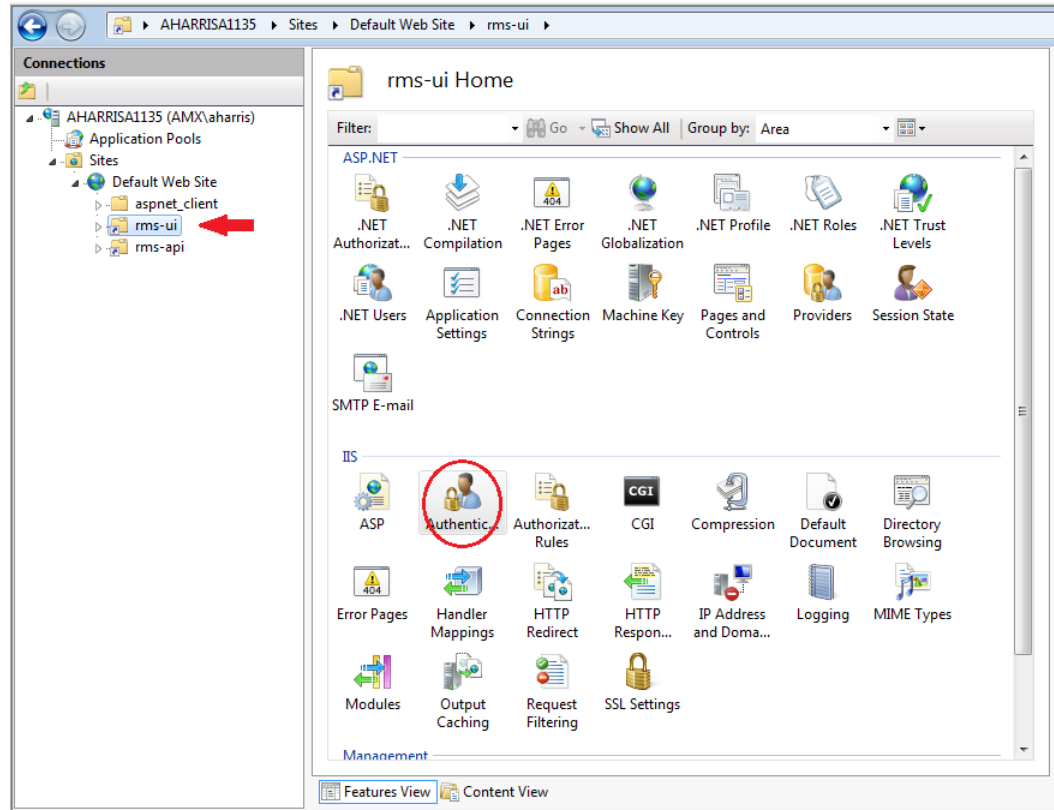 AHARRISA1135 Sites Default Web Site rms-ui
Connections
AHARRISA1135 (AMX\aharris)
Application Pools
Sites
Default Web Site
aspnet_client
rms-ui
rms-api
rms-ui Home
Filter: Go Show All Group by: Area
ASP.NET
.NET Authorizat...
.NET Compilation
404
.NET Error Pages
.NET Globalization
.NET Profile
.NET Roles
.NET Trust Levels
.NET Users
Application Settings
ab
Connection Strings
Machine Key
Pages and Controls
Providers
Session State
SMTP E-mail
IIS
ASP
Authentic...
Authorizat... Rules
CGI
CGI
Compression
Default Document
Directory Browsing
404
Error Pages
Handler Mappings
HTTP Redirect
HTTP Respon...
IP Address and Doma...
Logging
MIME Types
Modules
Output Caching
Request Filtering
SSL Settings
Management
Features View Content View